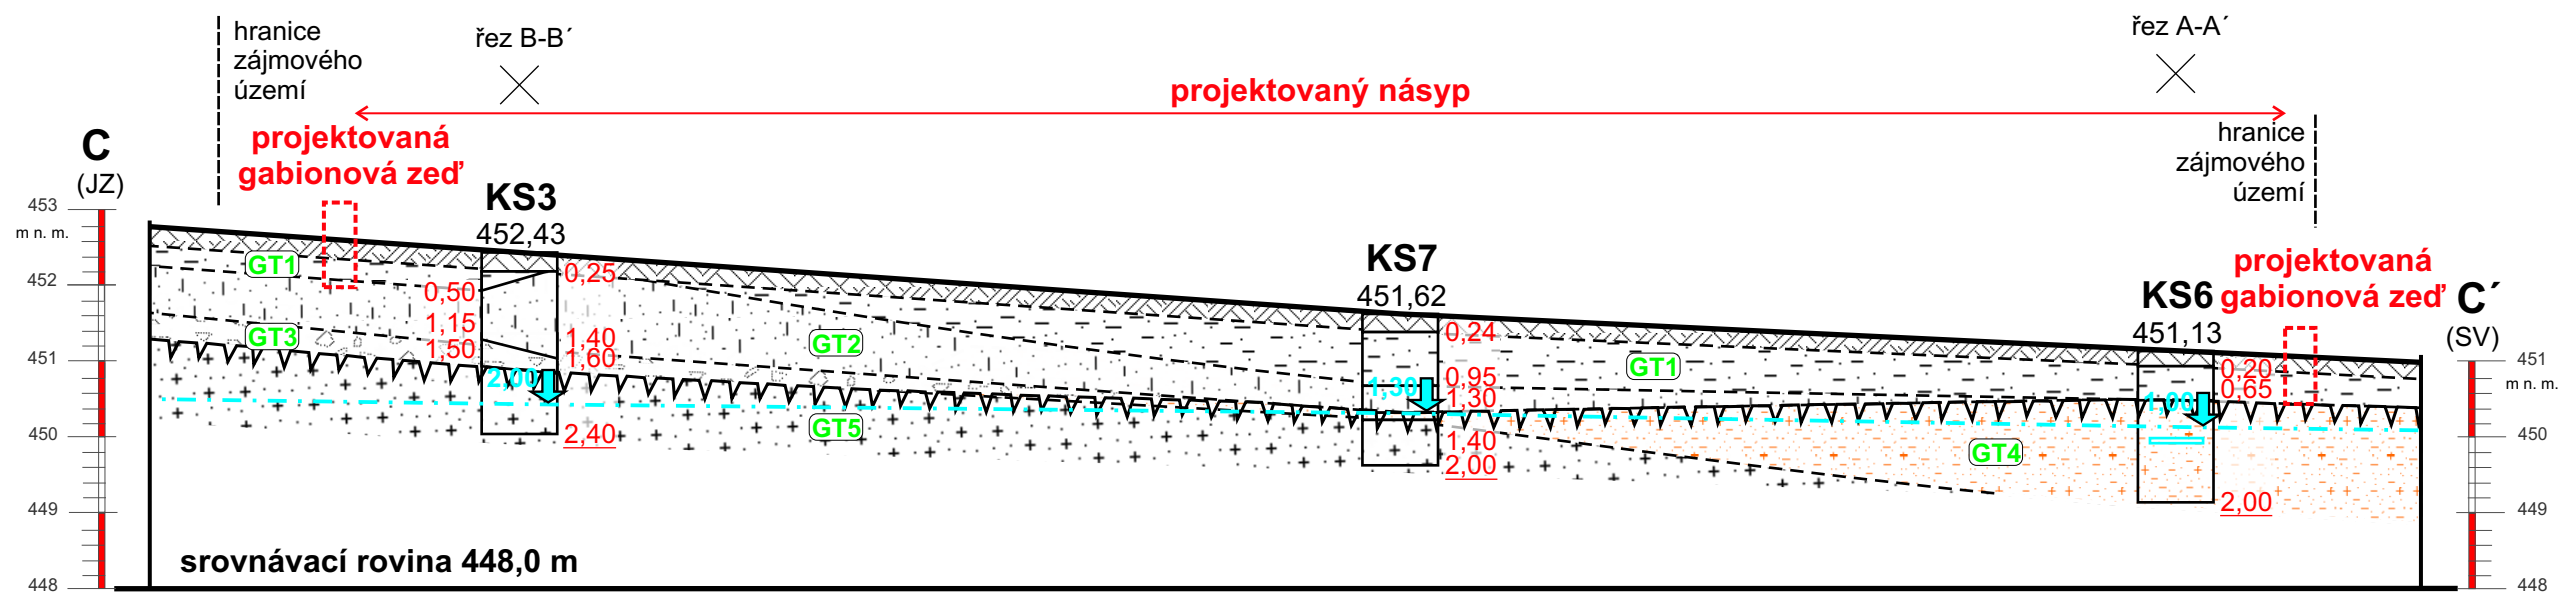 hranice
zájmového
území
řez B-B´
řez A-A´
projektovaný násyp
hranice
zájmového
území
projektovaná
gabionová zeď
C
(JZ)
KS3
452,43
KS7
451,62
KS6
451,13
projektovaná
gabionová zeď
C´
(SV)
453
m n. m.
452
451
450
449
448
GT1
GT3
0,50
1,15
1,50
0,25
1,40
1,60
2,00
2,40
GT2
GT5
0,24
0,95
1,30
1,30
1,40
2,00
GT1
GT4
0,20
0,65
1,00
2,00
451
m n. m.
450
449
448
srovnávací rovina 448,0 m